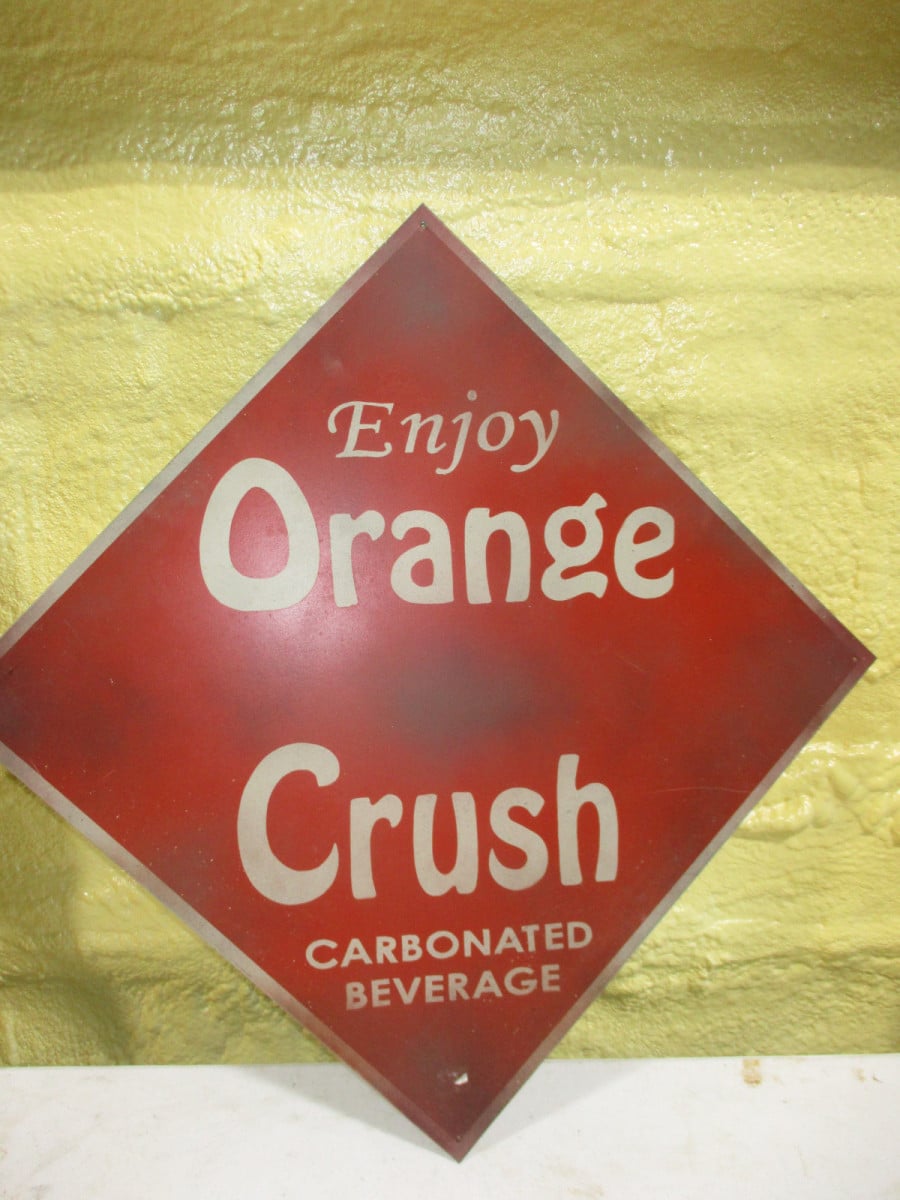 Enjoy
Orange
Crush
CARBONATED
BEVERAGE